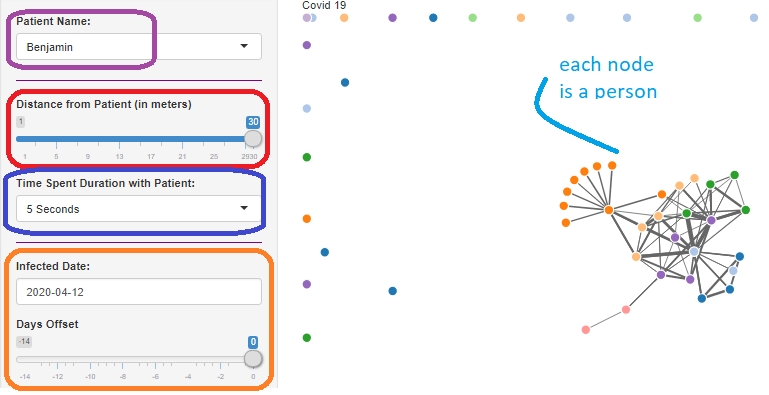 Covid 19
Patient Name:
Benjamin
Distance from Patient (in meters)
1 30
1 5 9 13 17 21 25 2930
Time Spent Duration with Patient:
5 Seconds
Infected Date:
2020-04-12
Days Offset
-14 0
-14 -12 -10 -8 -6 -4 -2 0
each node
is a person